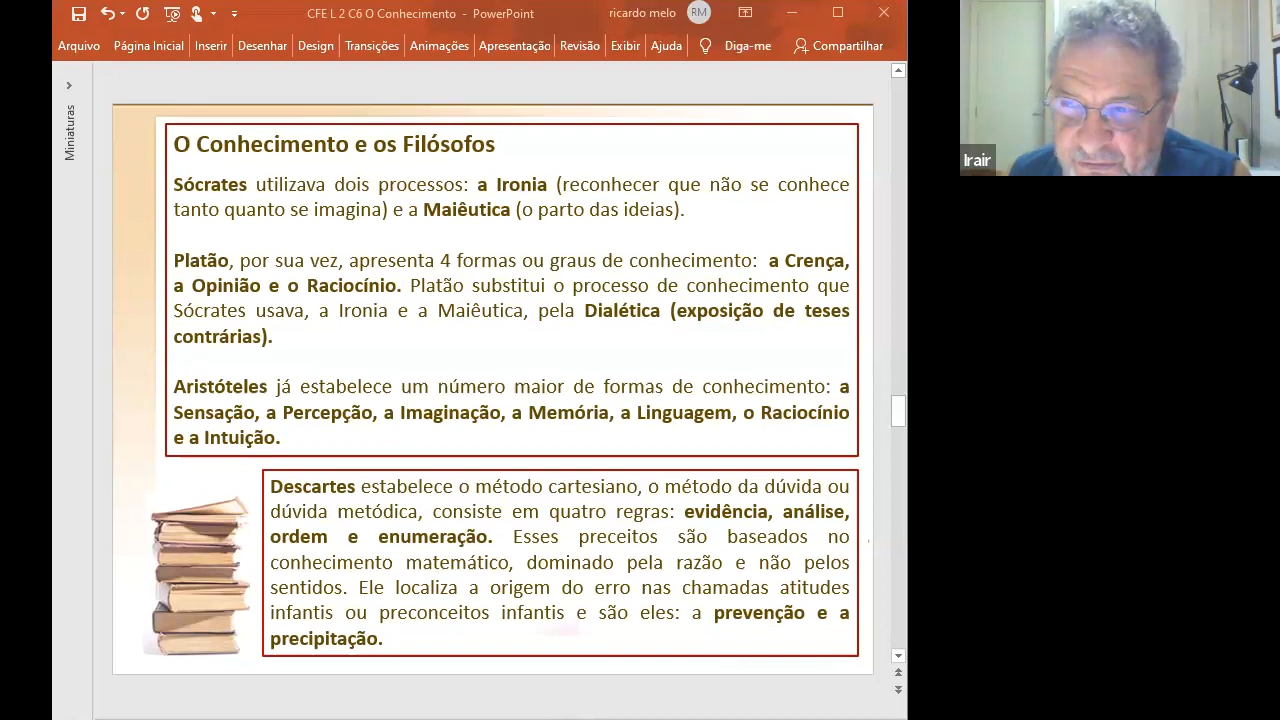 CFE L 2 C6 O Conhecimento - PowerPoint
ricardo melo
RM
Arquivo Página Inicial Inserir Desenhar Design Transições Animações Apresentação Revisão Exibir Ajuda Diga-me Compartilhar
Miniaturas
O Conhecimento e os Filósofos
Sócrates utilizava dois processos: a Ironia (reconhecer que não se conhece
tanto quanto se imagina) e a Maiêutica (o parto das ideias).
Platão, por sua vez, apresenta 4 formas ou graus de conhecimento: a Crença,
a Opinião e o Raciocínio. Platão substitui o processo de conhecimento que
Sócrates usava, a Ironia e a Maiêutica, pela Dialética (exposição de teses
contrárias).
Aristóteles já estabelece um número maior de formas de conhecimento: a
Sensação, a Percepção, a Imaginação, a Memória, a Linguagem, o Raciocínio
e a Intuição.
Descartes estabelece o método cartesiano, o método da dúvida ou
dúvida metódica, consiste em quatro regras: evidência, análise,
ordem e enumeração. Esses preceitos são baseados no
conhecimento matemático, dominado pela razão e não pelos
sentidos. Ele localiza a origem do erro nas chamadas atitudes
infantis ou preconceitos infantis e são eles: a prevenção e a
precipitação.
Irair